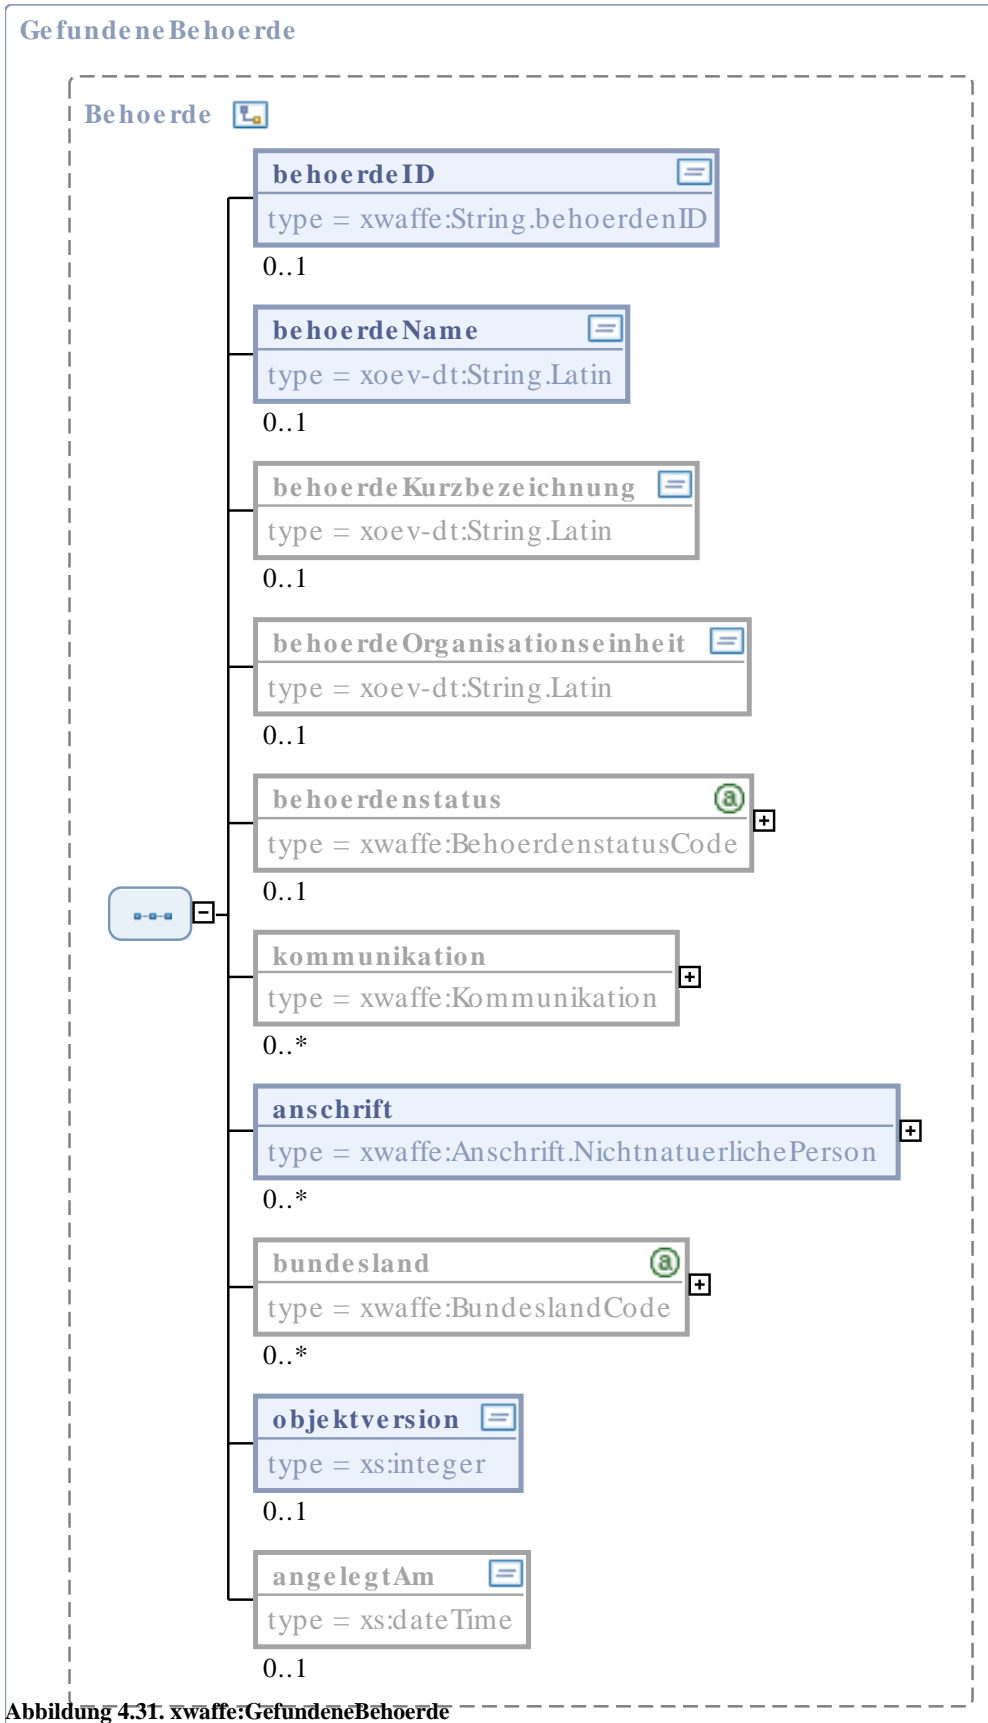 GefundeneBehoerde
Behoerde
behoerdeID
type = xwaffe:String.behoerdenID
0..1
behoerdeName
type = xoev-dt:String.Latin
0..1
behoerdeKurzbezeichnung
type = xoev-dt:String.Latin
0..1
behoerdeOrganisationseinheit
type = xoev-dt:String.Latin
0..1
behoerdenstatus
type = xwaffe:BehoerdenstatusCode
0..1
kommunikation
type = xwaffe:Kommunikation
0..*
anschrift
type = xwaffe:Anschrift.NichtnatuerlichePerson
0..*
bundesland
type = xwaffe:BundeslandCode
0..*
objektversion
type = xs:integer
0..1
angelegtAm
type = xs:dateTime
0..1
Abbildung 4.31. xwaffe:GefundeneBehoerde